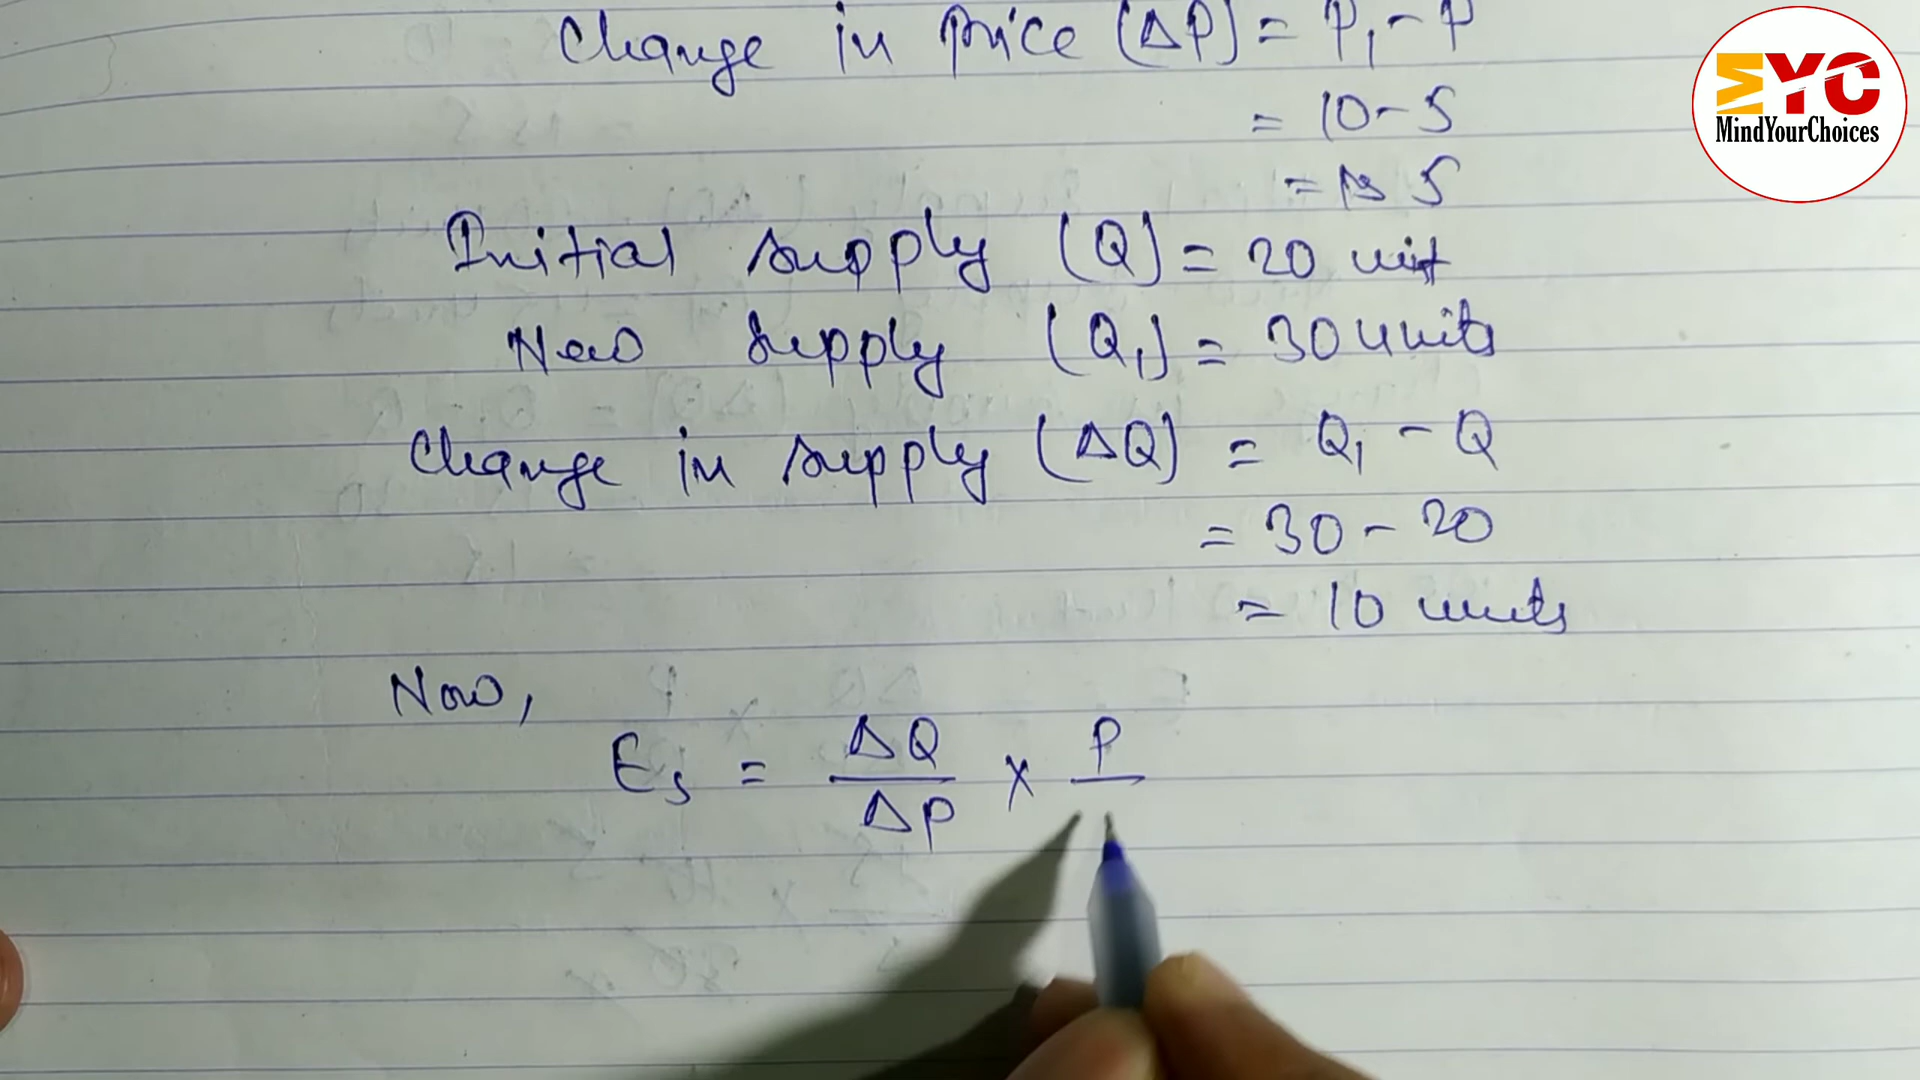 Change in price (ΔP) = P₁ - P
= 10 - 5
= 5
Initial supply (Q) = 20 unit
New supply (Q₁) = 30 units
Change in supply (ΔQ) = Q₁ - Q
= 30 - 20
= 10 units
Now,
Es = ΔQ/ΔP × P/
MYC
MindYourChoices